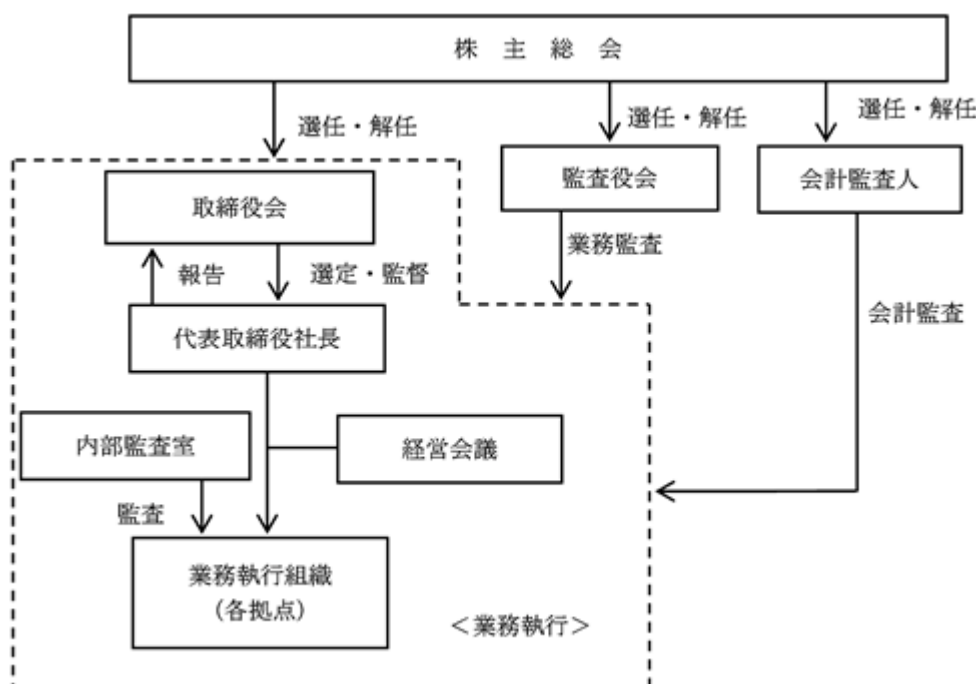 株 主 総 会
選任・解任
選任・解任
選任・解任
取締役会
監査役会
会計監査人
報告
選定・監督
業務監査
代表取締役社長
会計監査
内部監査室
経営会議
監査
業務執行組織
（各拠点）
＜業務執行＞